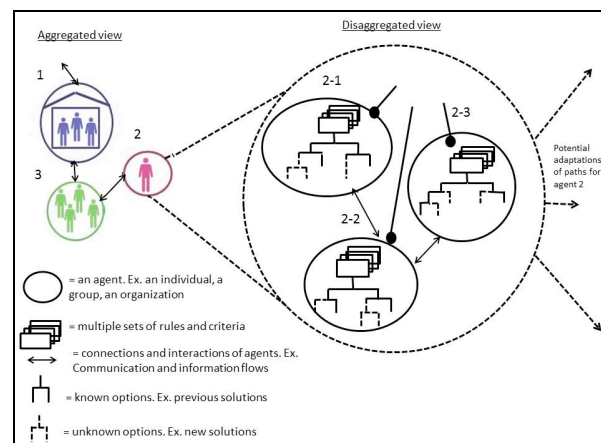 Aggregated view
Disaggregated view
1
2
3
2-1
2-3
2-2
Potential
adaptations
of paths for
agent 2
= an agent. Ex. an individual, a
group, an organization
= multiple sets of rules and criteria
= connections and interactions of agents. Ex.
Communication and information flows
= known options. Ex. previous solutions
= unknown options. Ex. new solutions